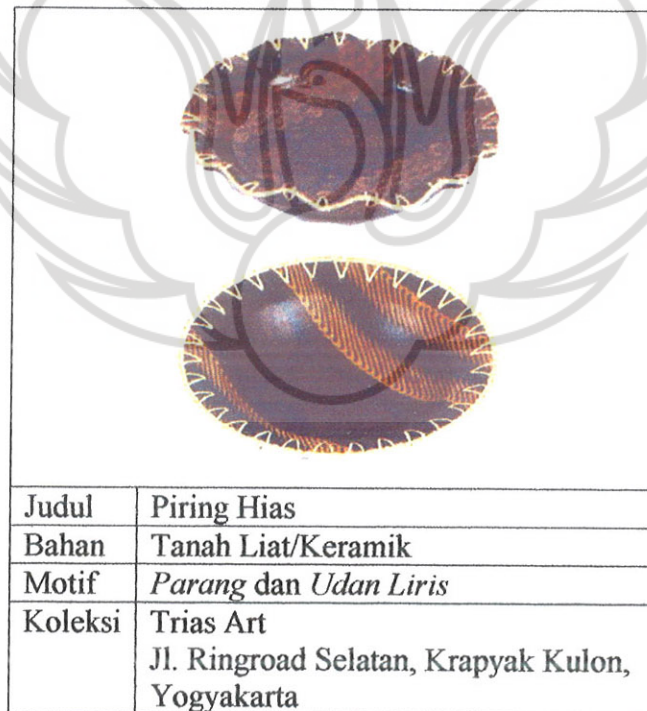 Judul Piring Hias
Bahan Tanah Liat/Keramik
Motif Parang dan Udan Liris
Koleksi Trias Art
Jl. Ringroad Selatan, Krapyak Kulon,
Yogyakarta